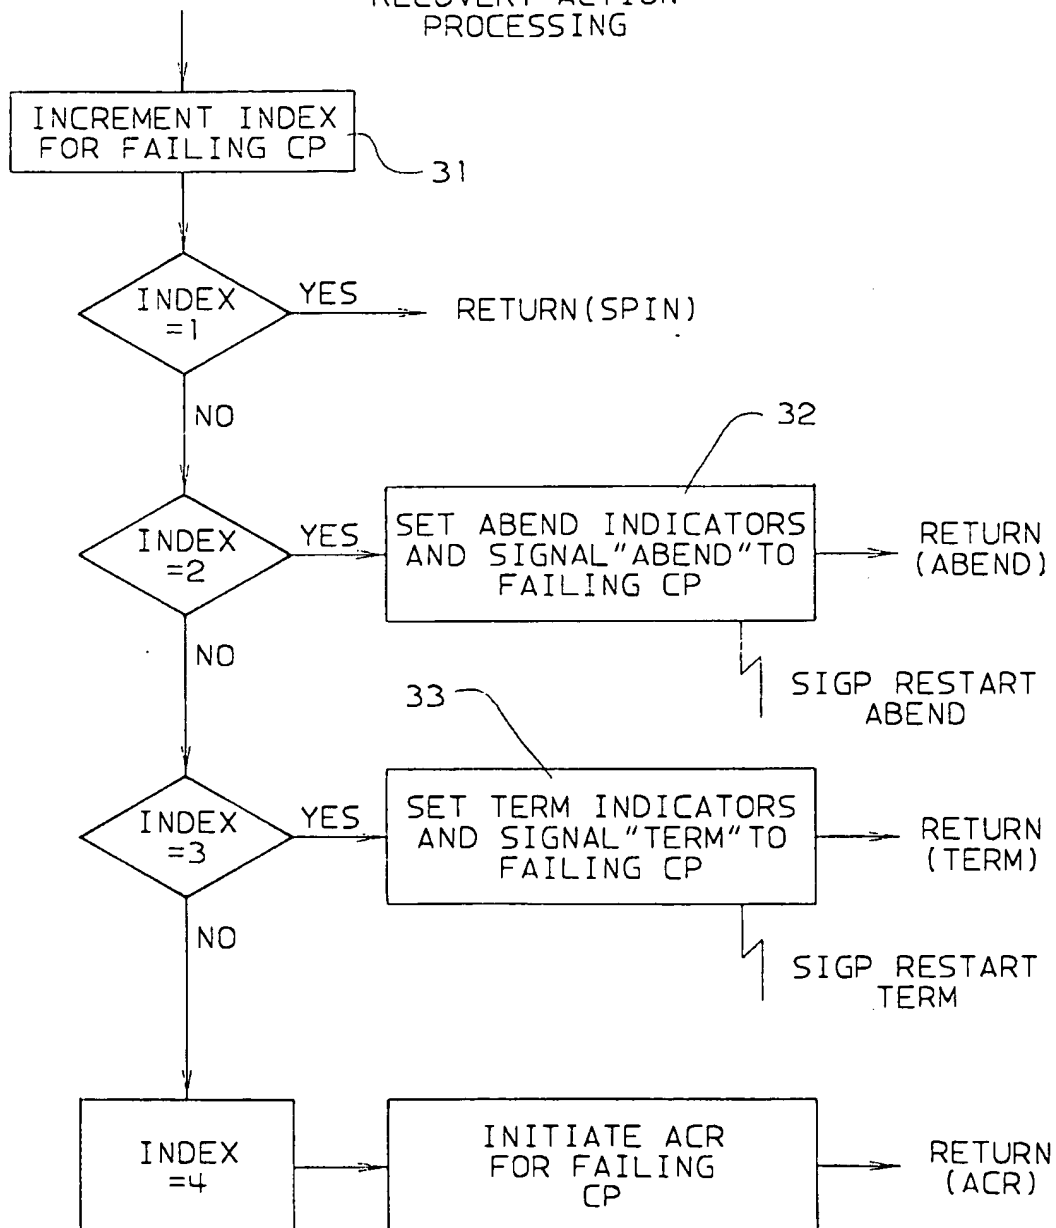 RECOVERY ACTION
PROCESSING
INCREMENT INDEX
FOR FAILING CP
31
INDEX
=1
YES
RETURN(SPIN)
NO
32
INDEX
=2
YES
SET ABEND INDICATORS
AND SIGNAL"ABEND"TO
FAILING CP
RETURN
(ABEND)
NO
SIGP RESTART
ABEND
33
INDEX
=3
YES
SET TERM INDICATORS
AND SIGNAL"TERM"TO
FAILING CP
RETURN
(TERM)
NO
SIGP RESTART
TERM
INDEX
=4
INITIATE ACR
FOR FAILING
CP
RETURN
(ACR)